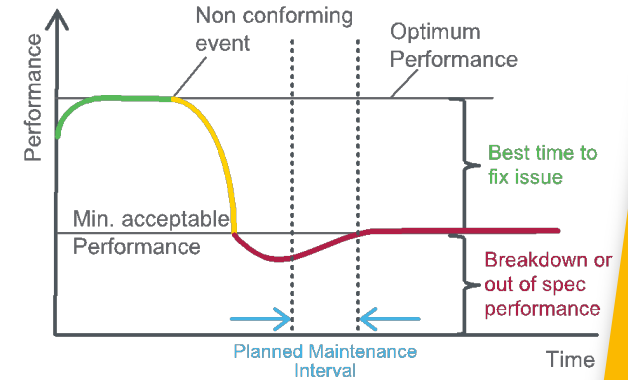 Non conforming
event
Optimum
Performance
Performance
Best time to
fix issue
Min. acceptable
Performance
Breakdown or
out of spec
performance
Planned Maintenance
Interval
Time